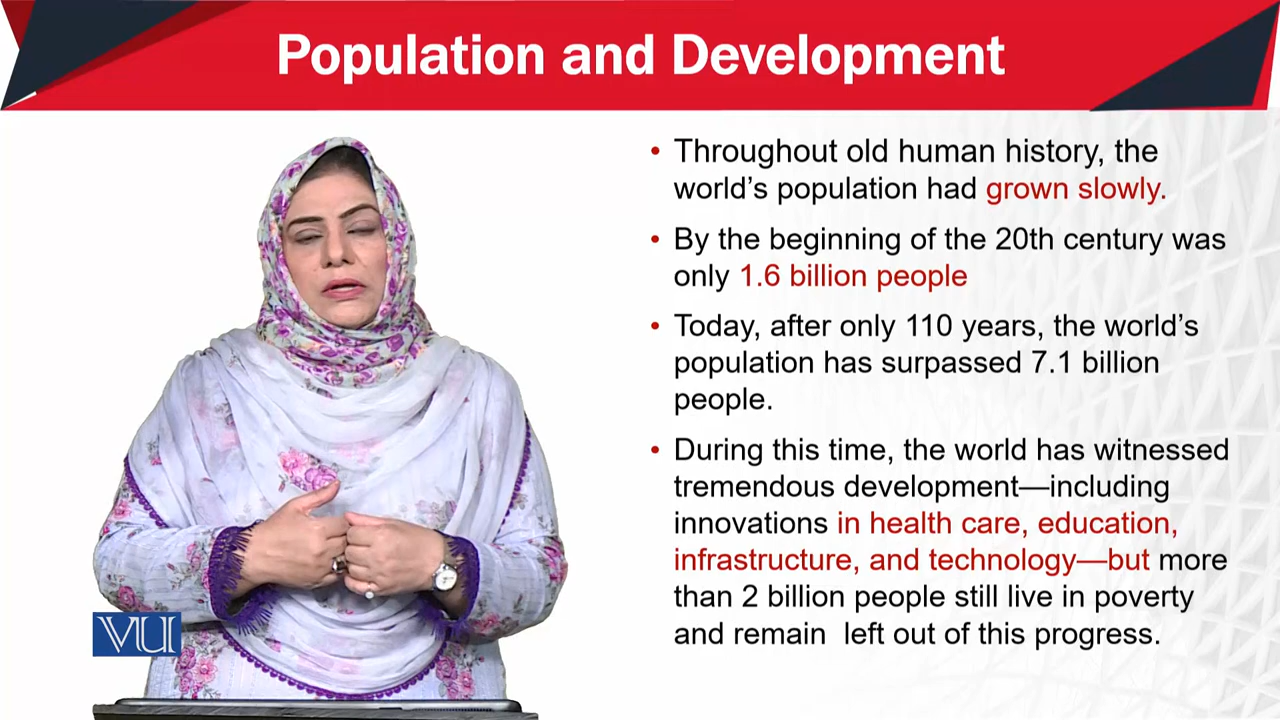 Population and Development
• Throughout old human history, the
world's population had grown slowly.
• By the beginning of the 20th century was
only 1.6 billion people
• Today, after only 110 years, the world's
population has surpassed 7.1 billion
people.
• During this time, the world has witnessed
tremendous development—including
innovations in health care, education,
infrastructure, and technology—but more
than 2 billion people still live in poverty
and remain  left out of this progress.
VU